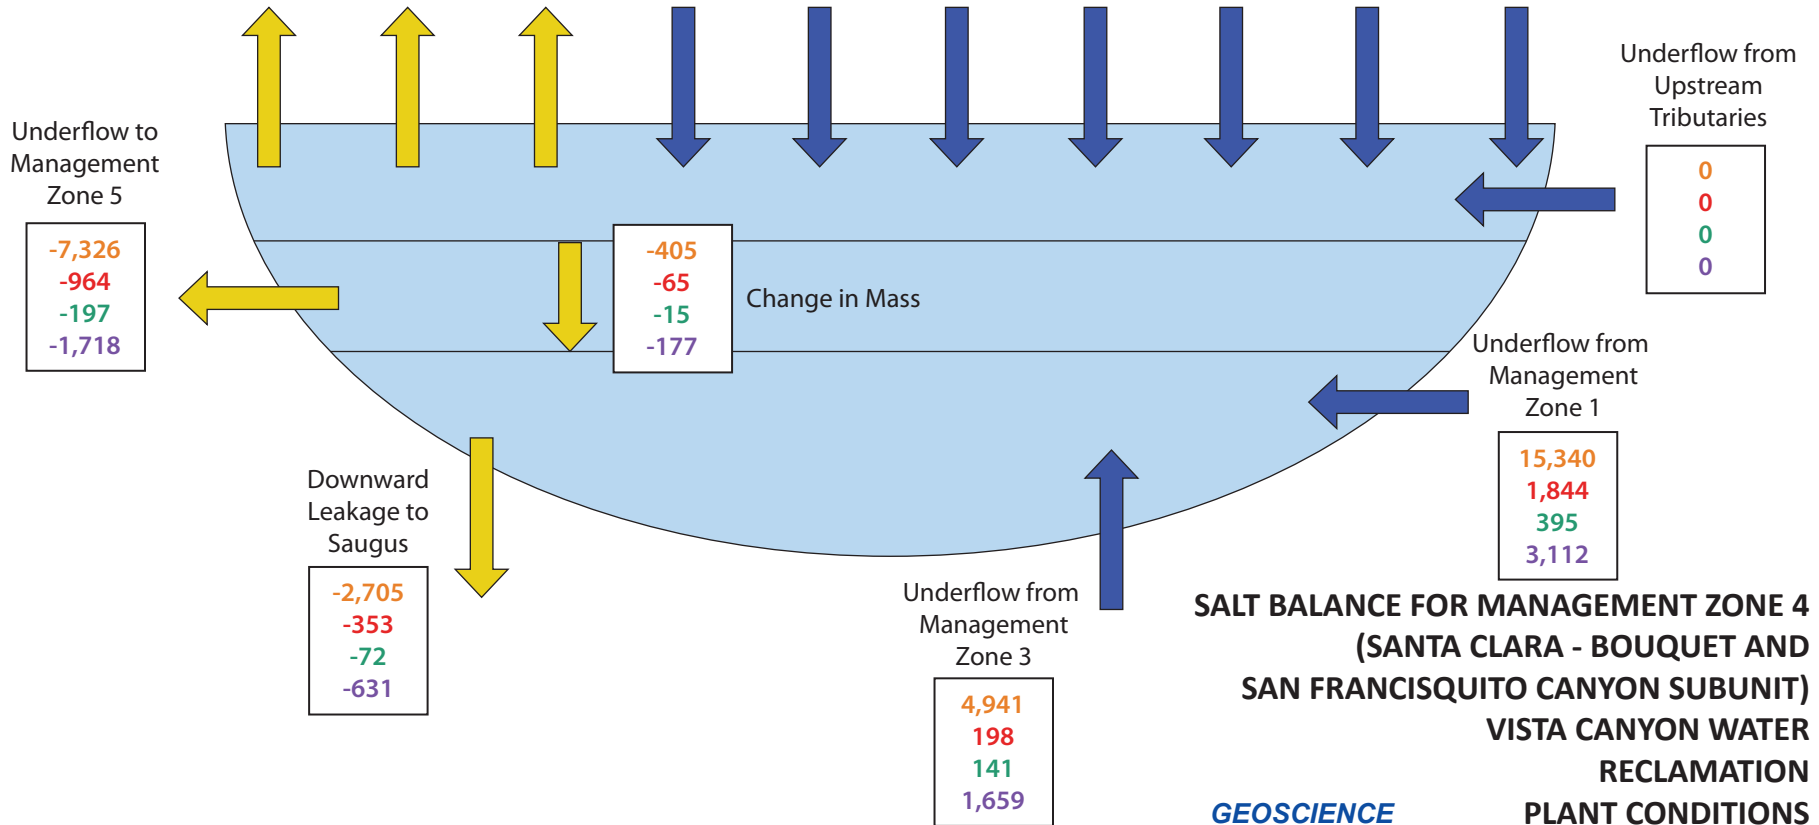 Underflow from
Upstream
Tributaries
0
0
0
0
Underflow to
Management
Zone 5
-7,326
-964
-197
-1,718
-405
-65
-15
-177
Change in Mass
Underflow from
Management
Zone 1
15,340
1,844
395
3,112
Downward
Leakage to
Saugus
-2,705
-353
-72
-631
Underflow from
Management
Zone 3
4,941
198
141
1,659
SALT BALANCE FOR MANAGEMENT ZONE 4
(SANTA CLARA - BOUQUET AND
SAN FRANCISQUITO CANYON SUBUNIT)
VISTA CANYON WATER
RECLAMATION
PLANT CONDITIONS
GEOSCIENCE